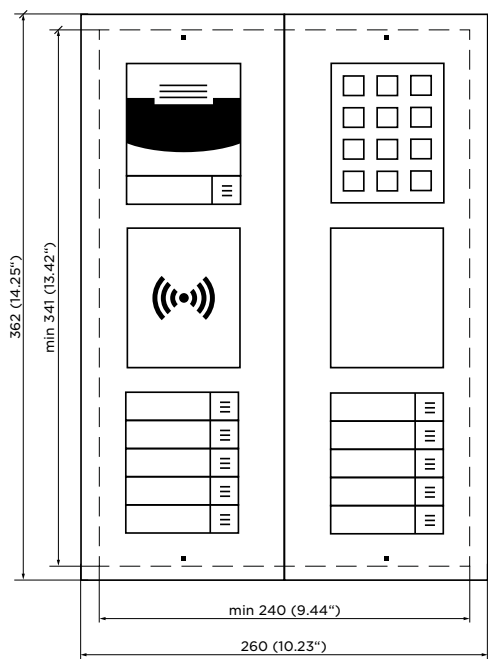 362 (14.25“)
min 341 (13.42“)
min 240 (9.44“)
260 (10.23“)